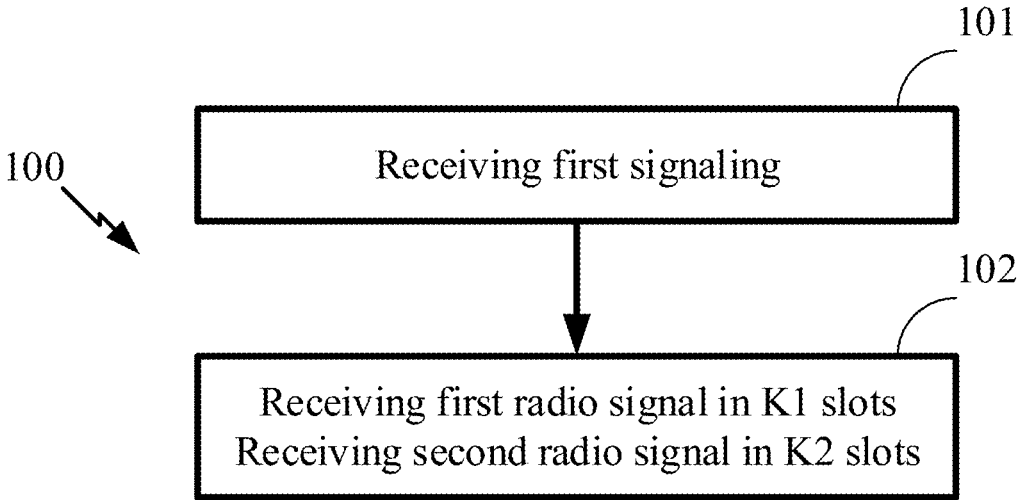 101
Receiving first signaling
100
102
Receiving first radio signal in K1 slots
Receiving second radio signal in K2 slots